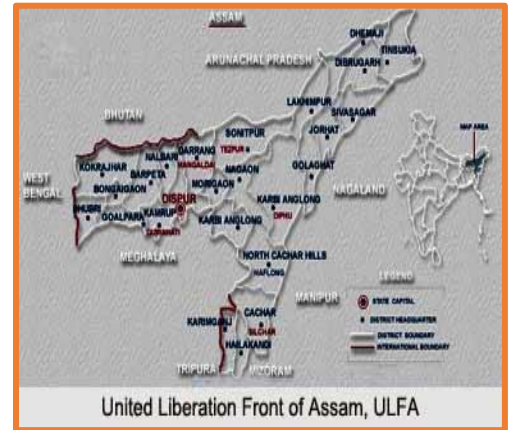 ASSAM
DHEMAJI
TINSUKIA
ARUNACHAL PRADESH
DIBRUGARH
LAKHIMPUR
SIVASAGAR
BHUTAN
SONITPUR
JORHAT
MAP AREA
DARRANG
TEZPUR
NALBARI
MANGALDAI
GOLAGHAT
WEST
BENGAL
KOKRAJHAR
BARPETA
NAGAON
NAGALAND
BONGAIGAON
MORIGAON
DISPUR
KARBI ANGLONG
DIPHU
DHUBRI
GOALPARA
KAMRUP
KARBI ANGLONG
GUWAHATI
MEGHALAYA
NORTH CACHAR HILLS
HAFLONG
LEGEND
MANIPUR
STATE CAPITAL
DISTRICT HEADQUARTER
CACHAR
DISTRICT BOUNDARY
KARIMGANJ
SILCHAR
INTERNATIONAL BOUNDARY
HAILAKANDI
TRIPURA
MIZORAM
United Liberation Front of Assam, ULFA